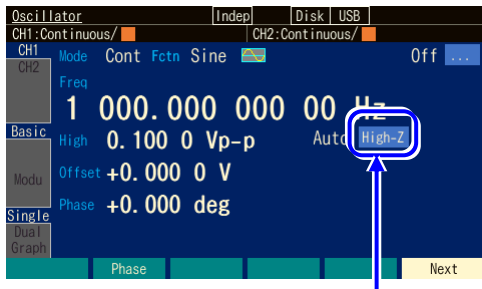 Oscillator Indep Disk USB
CH1:Continuous/ CH2:Continuous/
CH1
CH2
Mode Cont Fctn Sine Off ...
Freq
1 000.000 000 00 Hz
Basic
High 0.100 0 Vp-p Auto High-Z
Modu
Offset +0.000 0 V
Phase +0.000 deg
Single
Dual
Graph
Phase Next